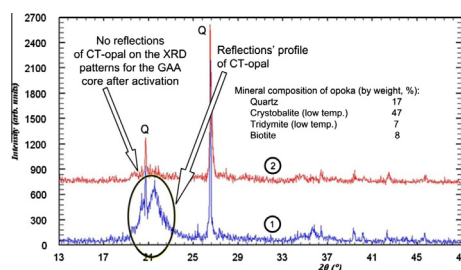 2700
2400
2100
1800
1500
1200
900
600
300
0
Intensity (arb. units)
No reflections
of CT-opal on the XRD
patterns for the GAA
core after activation
Q
Q
Reflections' profile
of CT-opal
Mineral composition of opoka (by weight, %):
Quartz 17
Crystobalite (low temp.) 47
Tridymite (low temp.) 7
Biotite 8
2
1
13 17 21 25 29 33 37 41 45 49
2θ (°)